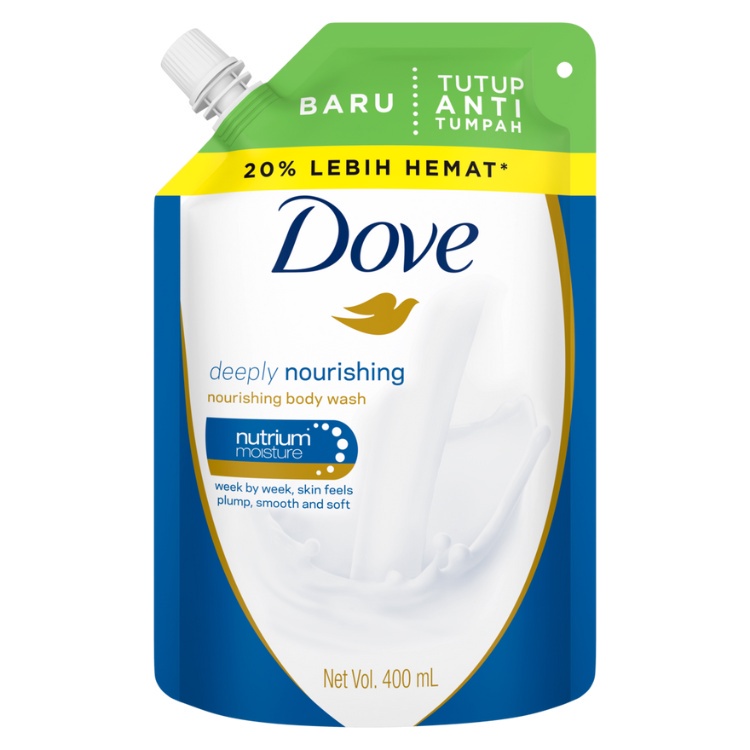 BARU
TUTUP
ANTI
TUMPAH
20% LEBIH HEMAT*
Dove
deeply nourishing
nourishing body wash
nutrium
moisture
week by week, skin feels
plump, smooth and soft
Net Vol. 400 mL